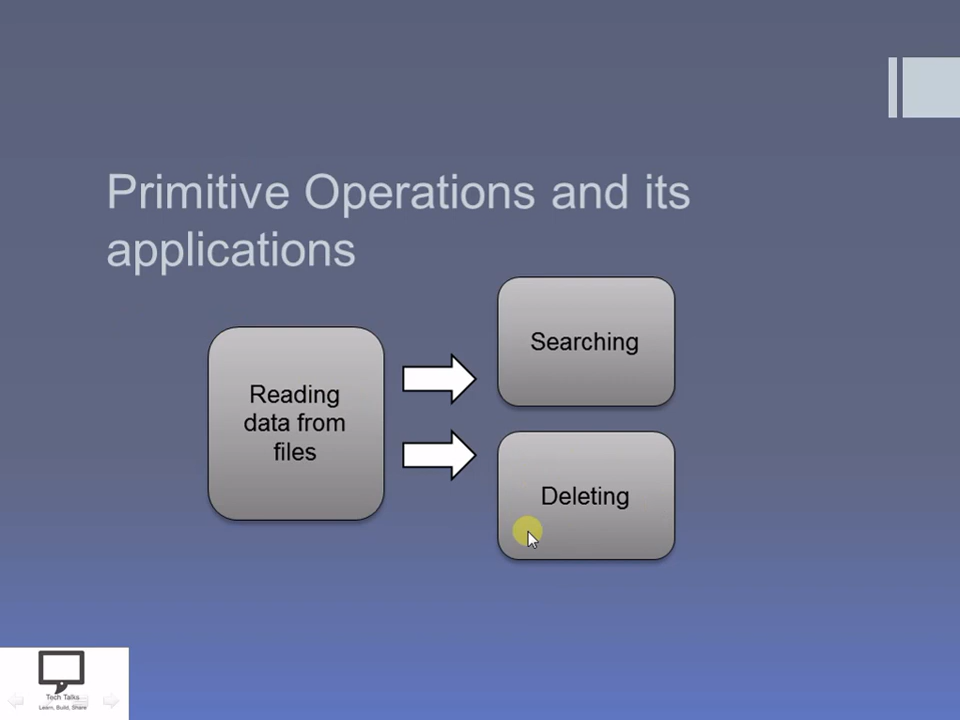 Primitive Operations and its
applications
Searching
Reading
data from
files
Deleting
Tech Talks
Learn, Build, Share